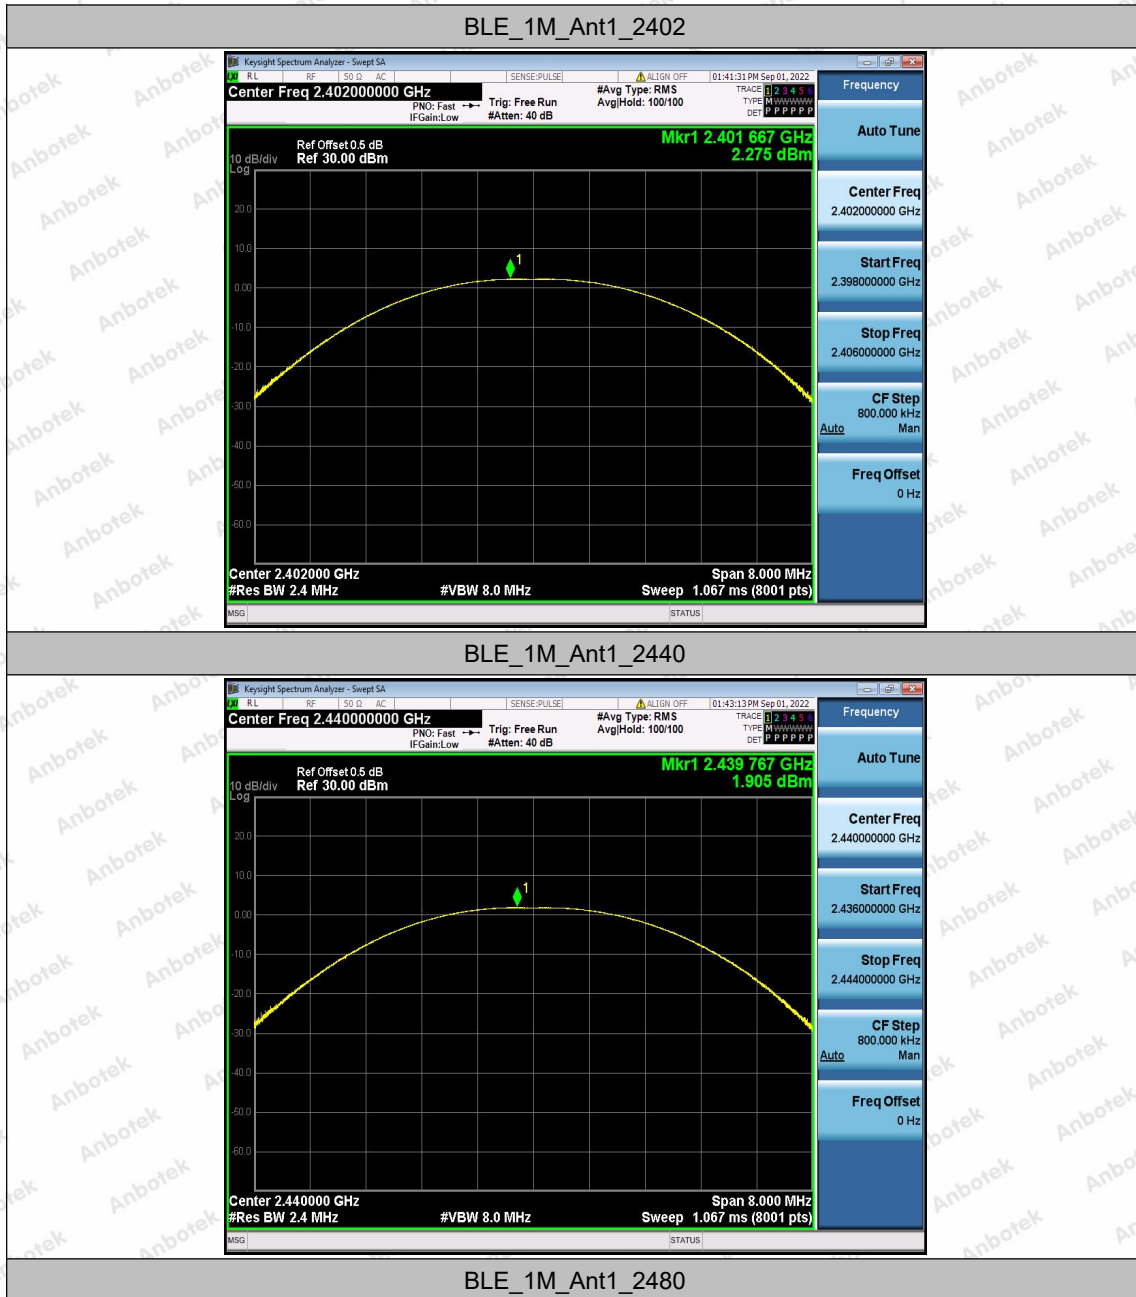 BLE_1M_Ant1_2402
Keysight Spectrum Analyzer - Swept SA
RL RF 50 Ω AC SENSE:PULSE ALIGN OFF 01:41:31 PM Sep 01, 2022
Center Freq 2.402000000 GHz
PNO: Fast
IFGain:Low
Trig: Free Run
#Atten: 40 dB
#Avg Type: RMS
Avg|Hold: 100/100
TRACE 1 2 3 4 5 6
TYPE M WWWWW
DET P P P P P P
Ref Offset 0.5 dB
10 dB/div Ref 30.00 dBm
Log
Mkr1 2.401 667 GHz
2.275 dBm
20.0
10.0
0.00
-10.0
-20.0
-30.0
-40.0
-50.0
-60.0
1
Center 2.402000 GHz Span 8.000 MHz
#Res BW 2.4 MHz #VBW 8.0 MHz Sweep 1.067 ms (8001 pts)
MSG STATUS
Frequency
Auto Tune
Center Freq
2.402000000 GHz
Start Freq
2.398000000 GHz
Stop Freq
2.406000000 GHz
CF Step
800.000 kHz
Auto Man
Freq Offset
0 Hz
BLE_1M_Ant1_2440
Keysight Spectrum Analyzer - Swept SA
RL RF 50 Ω AC SENSE:PULSE ALIGN OFF 01:43:13 PM Sep 01, 2022
Center Freq 2.440000000 GHz
PNO: Fast
IFGain:Low
Trig: Free Run
#Atten: 40 dB
#Avg Type: RMS
Avg|Hold: 100/100
TRACE 1 2 3 4 5 6
TYPE M WWWWW
DET P P P P P P
Ref Offset 0.5 dB
10 dB/div Ref 30.00 dBm
Log
Mkr1 2.439 767 GHz
1.905 dBm
20.0
10.0
0.00
-10.0
-20.0
-30.0
-40.0
-50.0
-60.0
1
Center 2.440000 GHz Span 8.000 MHz
#Res BW 2.4 MHz #VBW 8.0 MHz Sweep 1.067 ms (8001 pts)
MSG STATUS
Frequency
Auto Tune
Center Freq
2.440000000 GHz
Start Freq
2.436000000 GHz
Stop Freq
2.444000000 GHz
CF Step
800.000 kHz
Auto Man
Freq Offset
0 Hz
BLE_1M_Ant1_2480
Anbotek